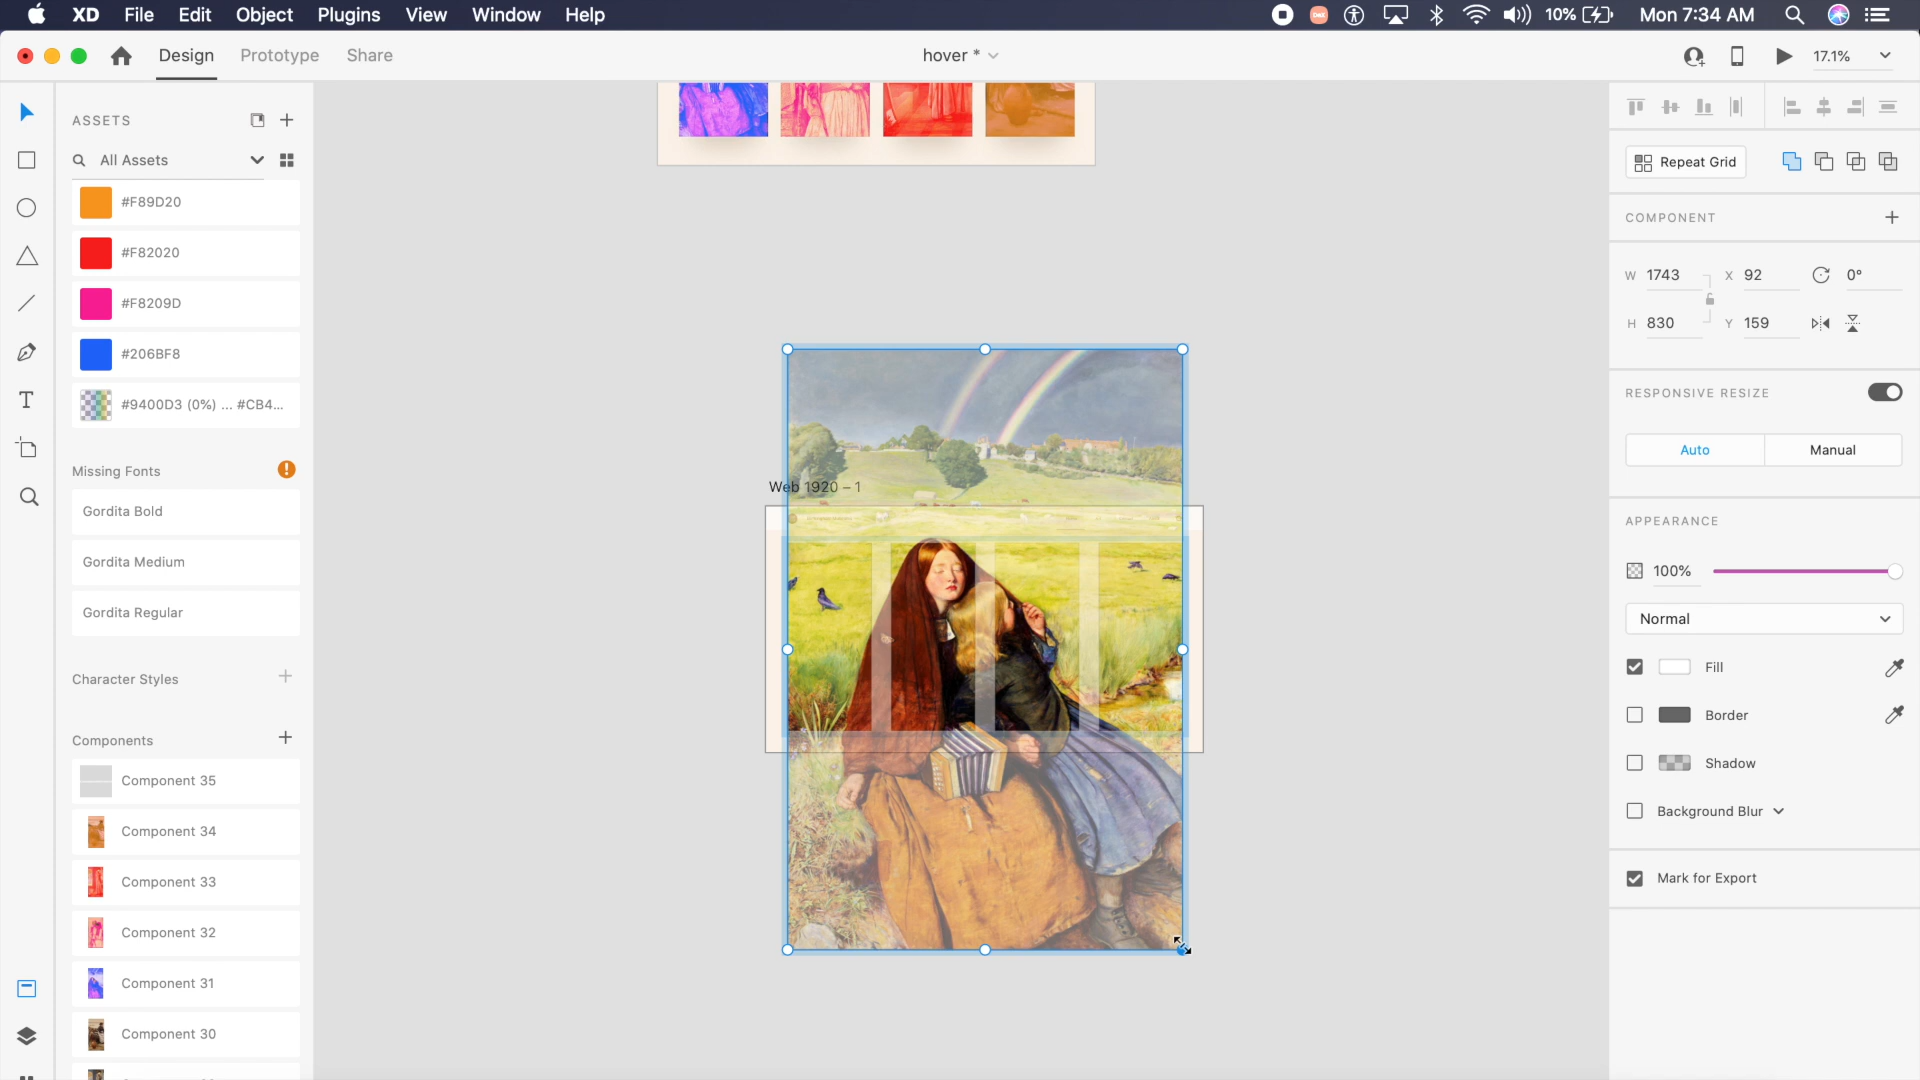 XD File Edit Object Plugins View Window Help 10% Mon 7:34 AM
Design Prototype Share hover * 17.1%
ASSETS
All Assets
#F89D20
#F82020
#F8209D
#206BF8
#9400D3 (0%) ... #CB4...
Missing Fonts
Gordita Bold
Gordita Medium
Gordita Regular
Character Styles
Components
Component 35
Component 34
Component 33
Component 32
Component 31
Component 30
Web 1920 – 1
Repeat Grid
COMPONENT
W 1743 X 92 0°
H 830 Y 159
RESPONSIVE RESIZE
Auto Manual
APPEARANCE
100%
Normal
Fill
Border
Shadow
Background Blur
Mark for Export